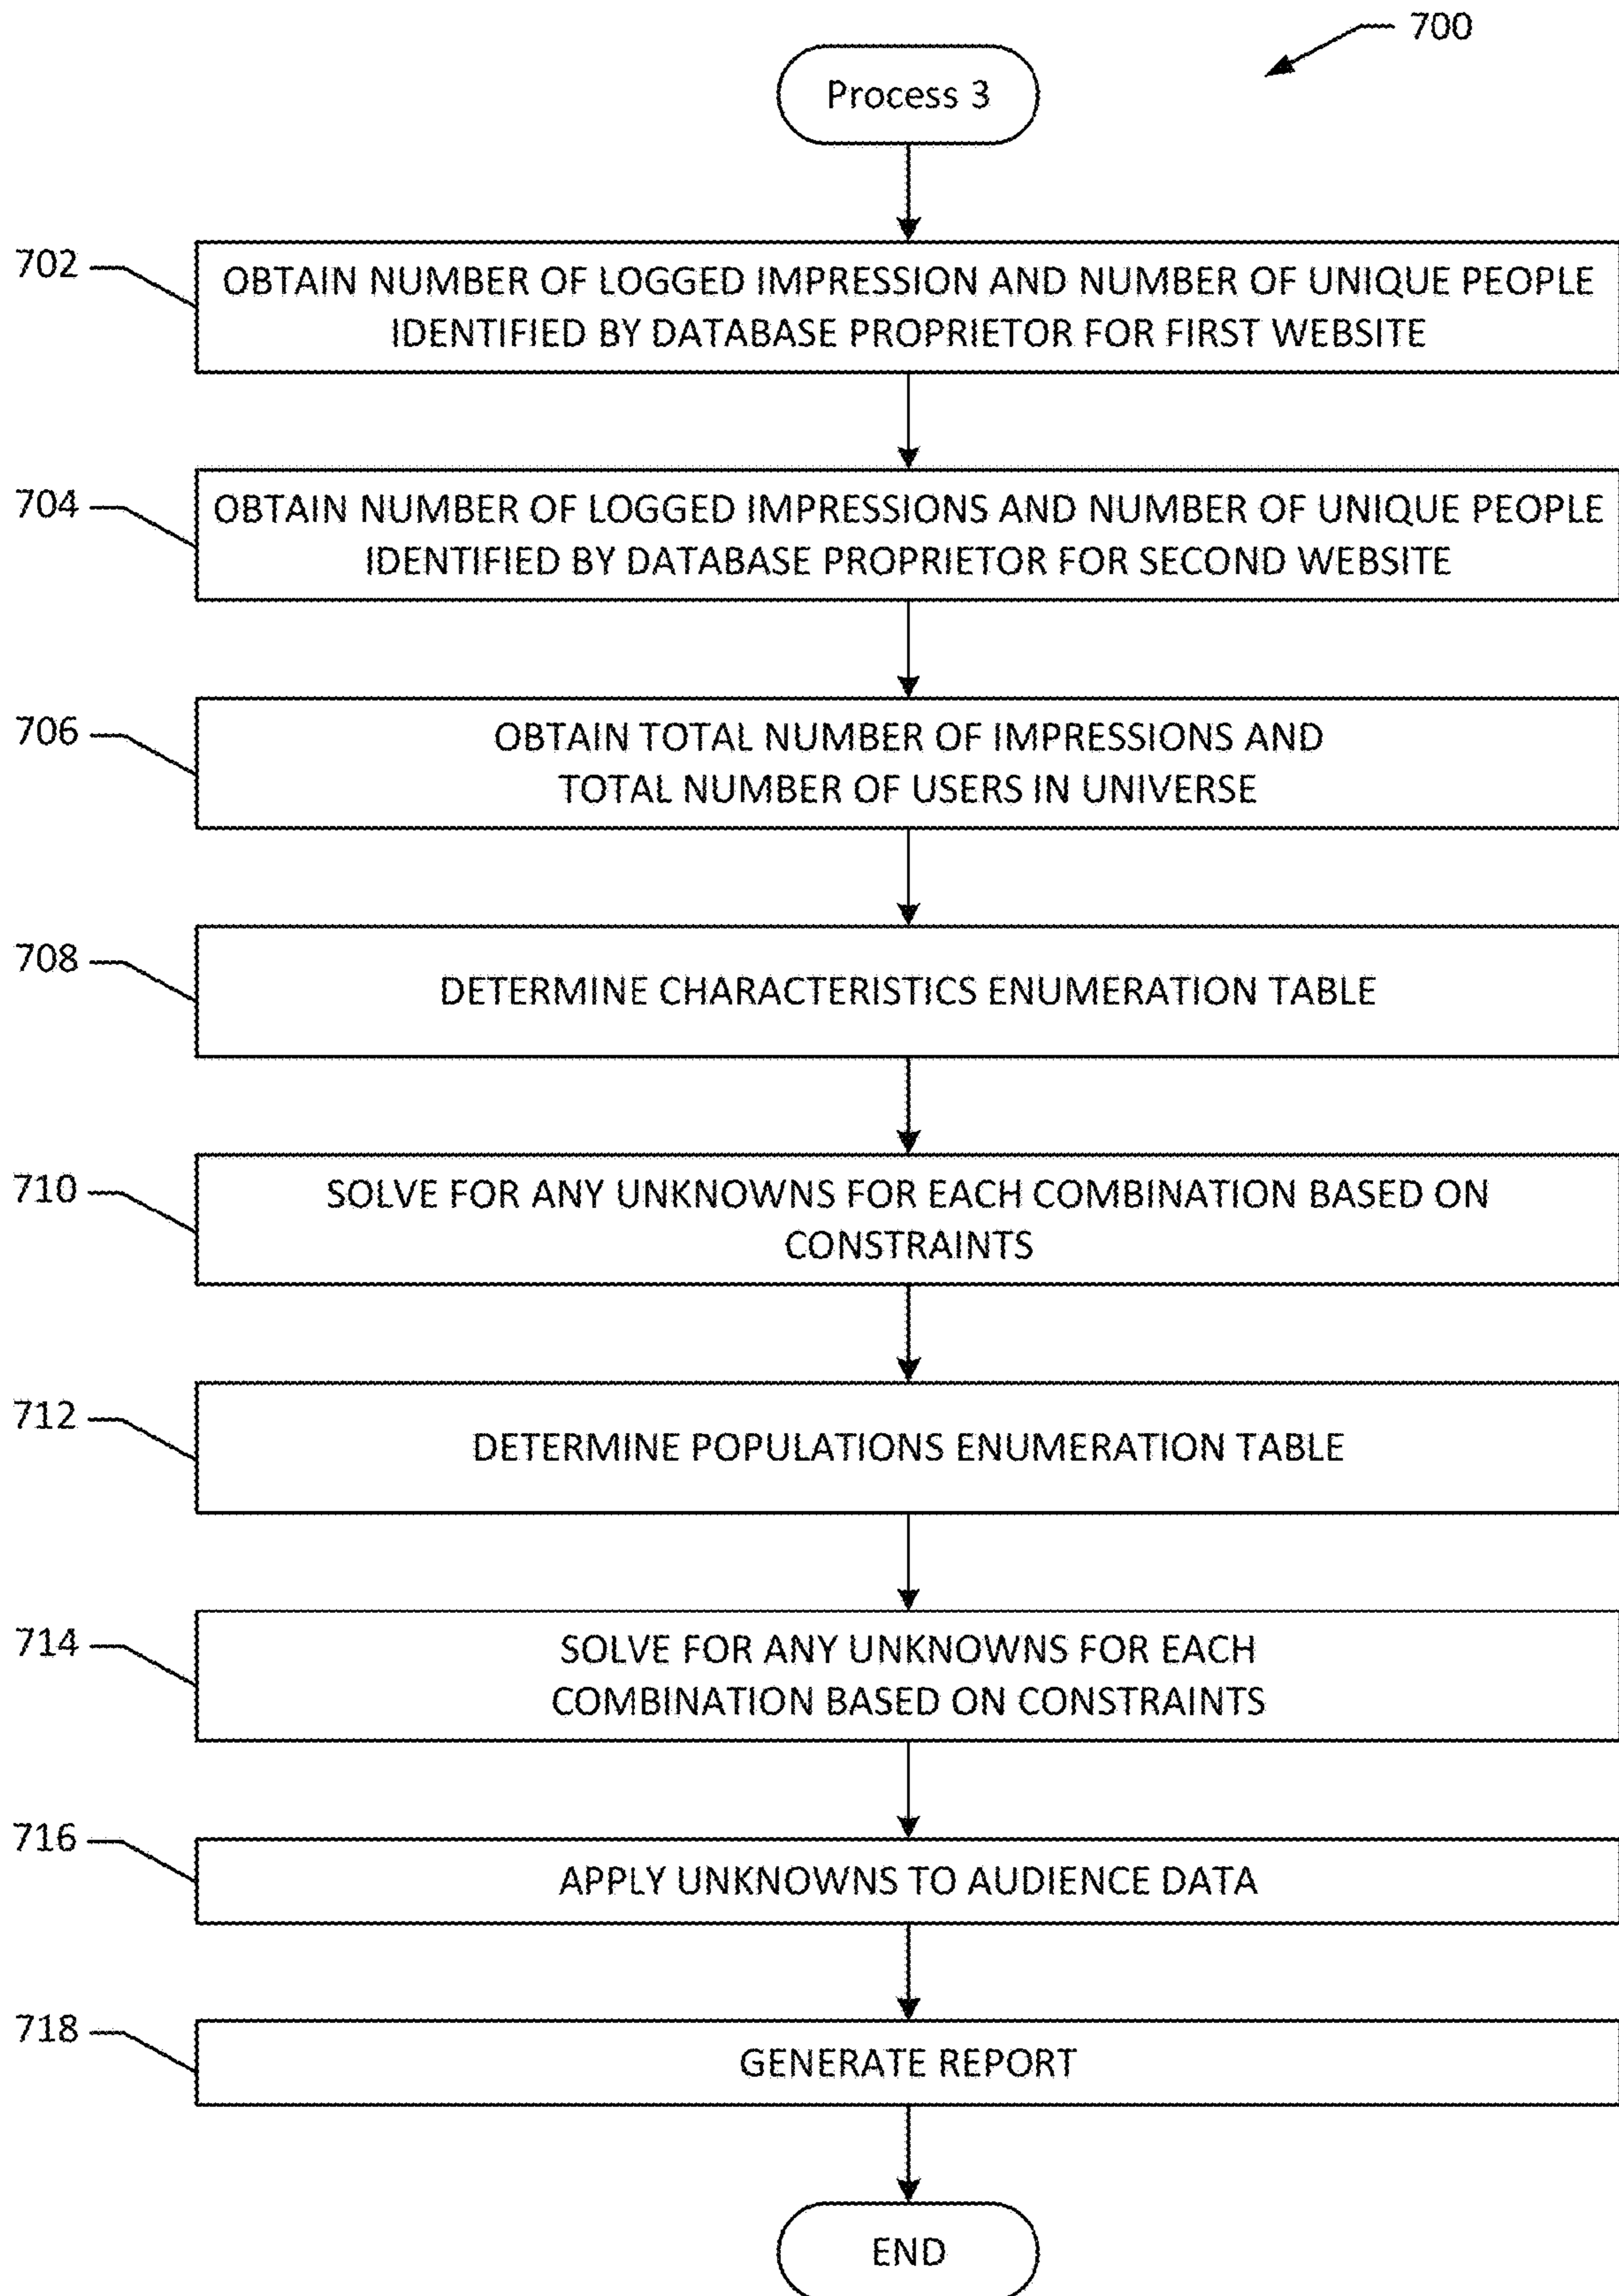 700
Process 3
702
OBTAIN NUMBER OF LOGGED IMPRESSION AND NUMBER OF UNIQUE PEOPLE
IDENTIFIED BY DATABASE PROPRIETOR FOR FIRST WEBSITE
704
OBTAIN NUMBER OF LOGGED IMPRESSIONS AND NUMBER OF UNIQUE PEOPLE
IDENTIFIED BY DATABASE PROPRIETOR FOR SECOND WEBSITE
706
OBTAIN TOTAL NUMBER OF IMPRESSIONS AND
TOTAL NUMBER OF USERS IN UNIVERSE
708
DETERMINE CHARACTERISTICS ENUMERATION TABLE
710
SOLVE FOR ANY UNKNOWNS FOR EACH COMBINATION BASED ON
CONSTRAINTS
712
DETERMINE POPULATIONS ENUMERATION TABLE
714
SOLVE FOR ANY UNKNOWNS FOR EACH
COMBINATION BASED ON CONSTRAINTS
716
APPLY UNKNOWNS TO AUDIENCE DATA
718
GENERATE REPORT
END